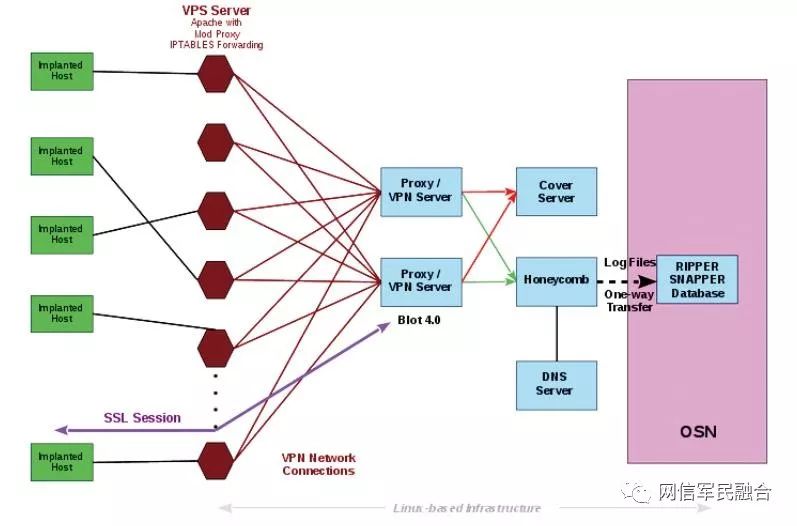 VPS Server
Apache with
Mod Proxy
IPTABLES Forwarding
Implanted
Host
Implanted
Host
Implanted
Host
Implanted
Host
Implanted
Host
Proxy /
VPN Server
Proxy /
VPN Server
Blot 4.0
Cover
Server
Honeycomb
DNS
Server
Log Files
One-way
Transfer
RIPPER
SNAPPER
Database
OSN
SSL Session
VPN Network
Connections
Linux-based Infrastructure
网信军民融合